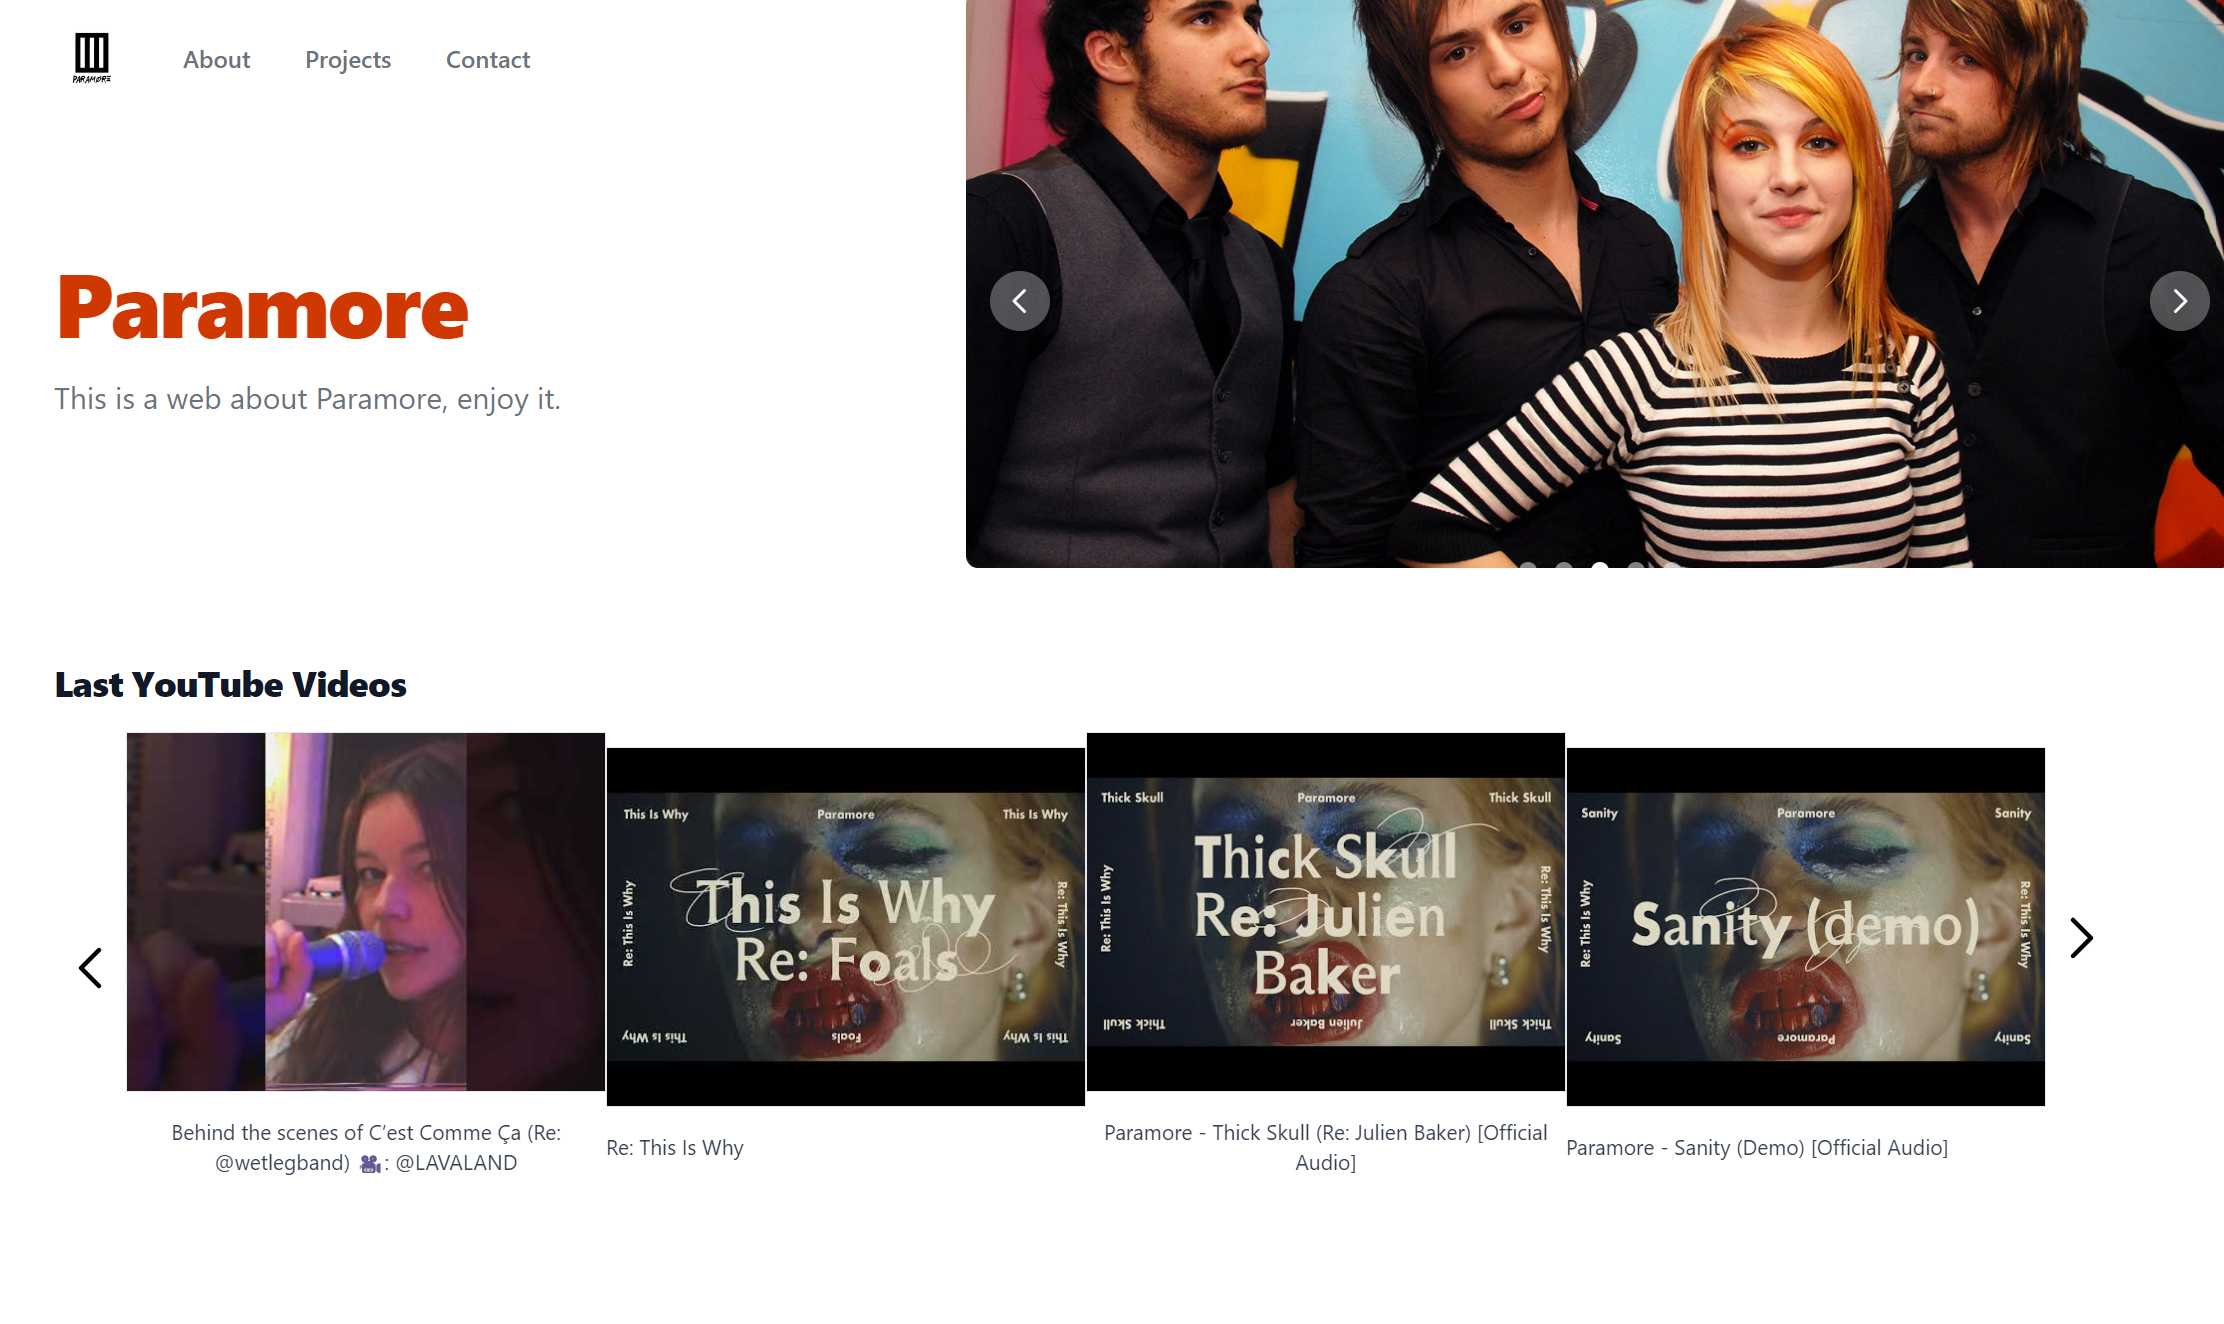 PARAMORE
About Projects Contact
Paramore
This is a web about Paramore, enjoy it.
Last YouTube Videos
This Is Why Paramore This Is Why
Re: This Is Why
This Is Why
Re: Foals
Re: This Is Why
This Is Why Foals This Is Why
Thick Skull Paramore Thick Skull
Re: This Is Why
Thick Skull
Re: Julien
Baker
Re: This Is Why
Thick Skull Julien Baker Thick Skull
Sanity Paramore Sanity
Re: This Is Why
Sanity (demo)
Re: This Is Why
Sanity Paramore Sanity
Behind the scenes of C’est Comme Ça (Re:
@wetlegband) 🎥: @LAVALAND
Re: This Is Why
Paramore - Thick Skull (Re: Julien Baker) [Official
Audio]
Paramore - Sanity (Demo) [Official Audio]